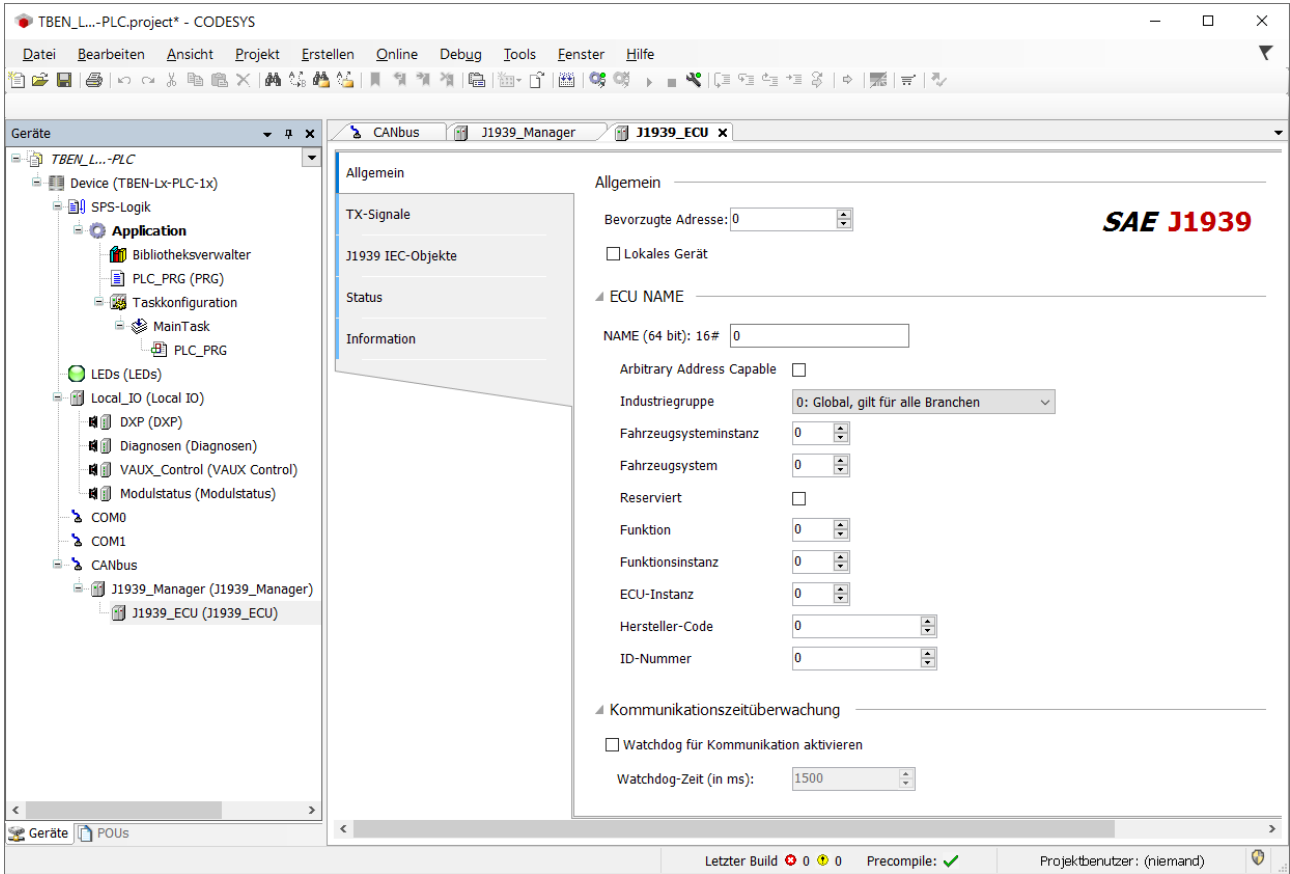 TBEN_L...-PLC.project* - CODESYS
Datei Bearbeiten Ansicht Projekt Erstellen Online Debug Tools Fenster Hilfe
Geräte
TBEN_L...-PLC
Device (TBEN-Lx-PLC-1x)
SPS-Logik
Application
Bibliotheksverwalter
PLC_PRG (PRG)
Taskkonfiguration
MainTask
PLC_PRG
LEDs (LEDs)
Local_IO (Local IO)
DXP (DXP)
Diagnosen (Diagnosen)
VAUX_Control (VAUX Control)
Modulstatus (Modulstatus)
COM0
COM1
CANbus
J1939_Manager (J1939_Manager)
J1939_ECU (J1939_ECU)
Geräte POUs
CANbus J1939_Manager J1939_ECU
Allgemein
TX-Signale
J1939 IEC-Objekte
Status
Information
Allgemein
Bevorzugte Adresse: 0
SAE J1939
Lokales Gerät
ECU NAME
NAME (64 bit): 16# 0
Arbitrary Address Capable
Industriegruppe 0: Global, gilt für alle Branchen
Fahrzeugsysteminstanz 0
Fahrzeugsystem 0
Reserviert
Funktion 0
Funktionsinstanz 0
ECU-Instanz 0
Hersteller-Code 0
ID-Nummer 0
Kommunikationszeitüberwachung
Watchdog für Kommunikation aktivieren
Watchdog-Zeit (in ms): 1500
Letzter Build 0 0 Precompile: Projektbenutzer: (niemand)